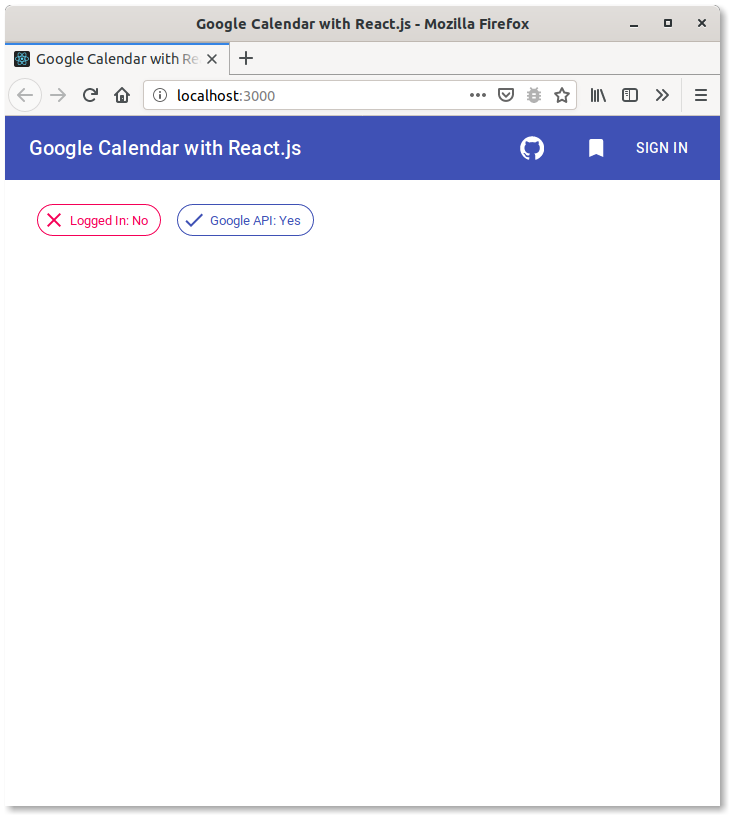 Google Calendar with React.js - Mozilla Firefox
Google Calendar with Re
localhost:3000
Google Calendar with React.js SIGN IN
Logged In: No Google API: Yes